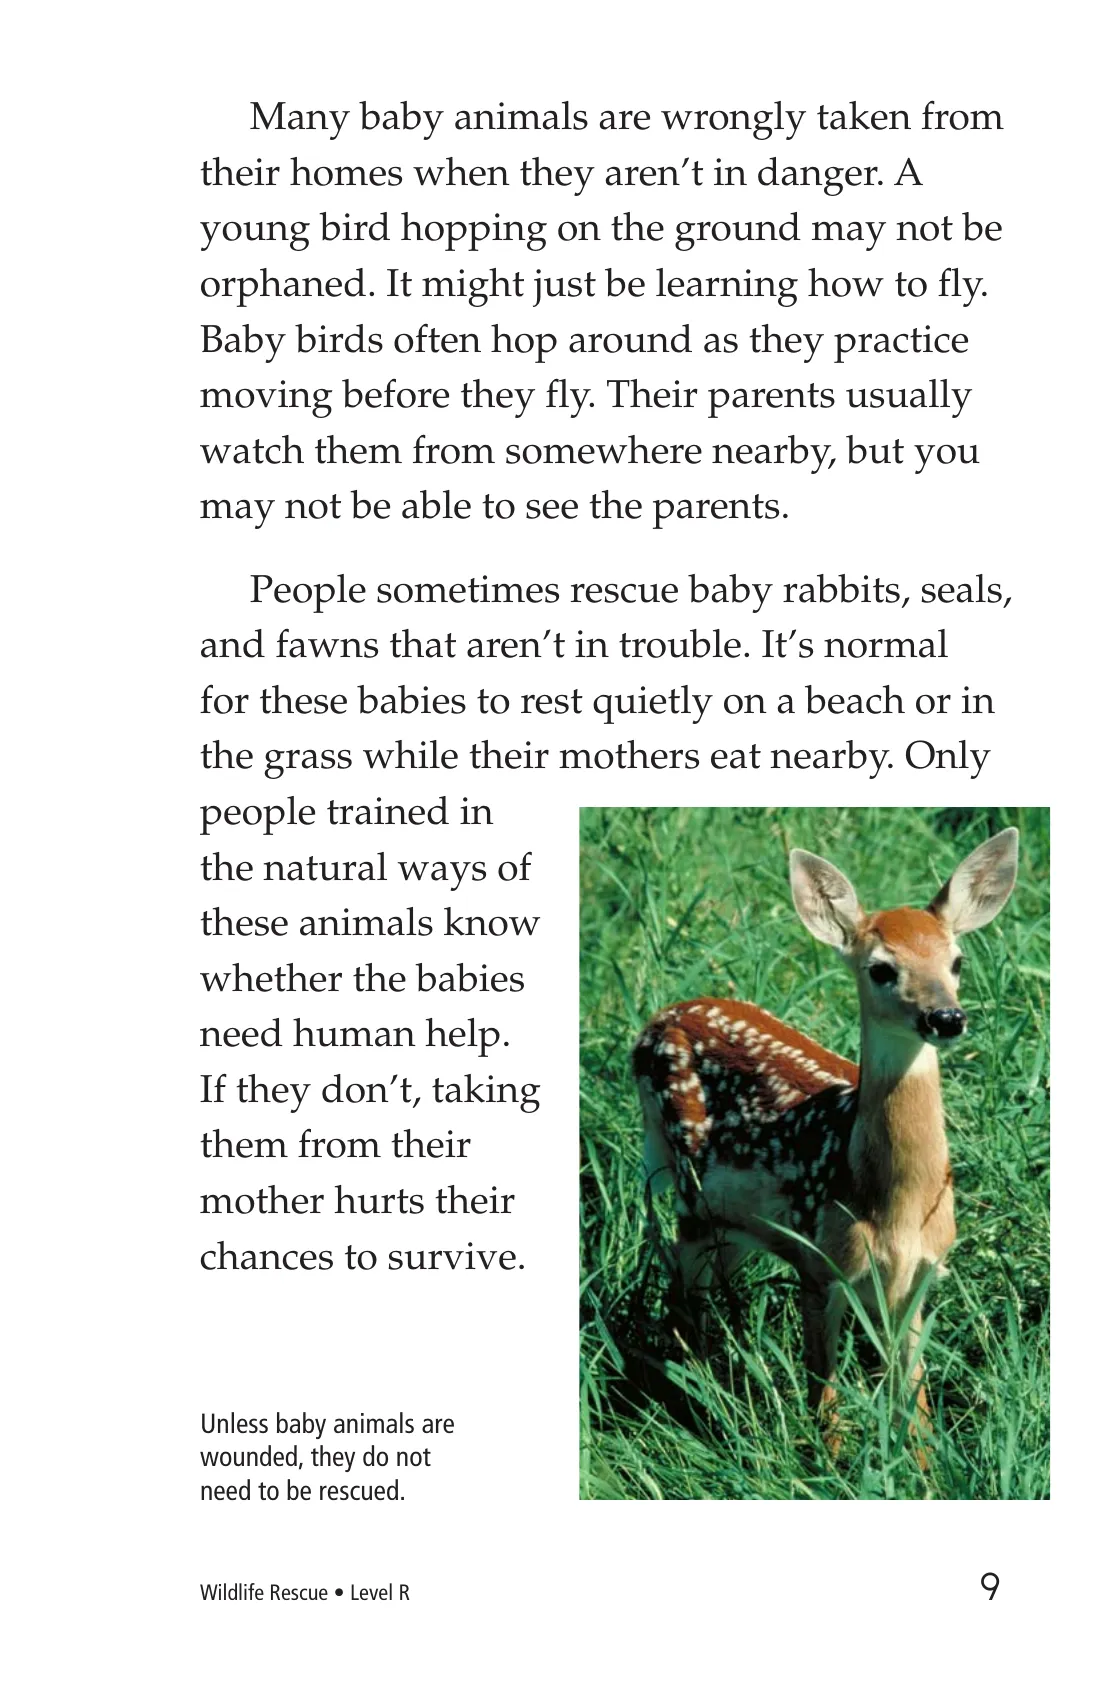 Many baby animals are wrongly taken from
their homes when they aren’t in danger. A
young bird hopping on the ground may not be
orphaned. It might just be learning how to fly.
Baby birds often hop around as they practice
moving before they fly. Their parents usually
watch them from somewhere nearby, but you
may not be able to see the parents.
People sometimes rescue baby rabbits, seals,
and fawns that aren’t in trouble. It’s normal
for these babies to rest quietly on a beach or in
the grass while their mothers eat nearby. Only
people trained in
the natural ways of
these animals know
whether the babies
need human help.
If they don’t, taking
them from their
mother hurts their
chances to survive.
Unless baby animals are
wounded, they do not
need to be rescued.
Wildlife Rescue • Level R
9